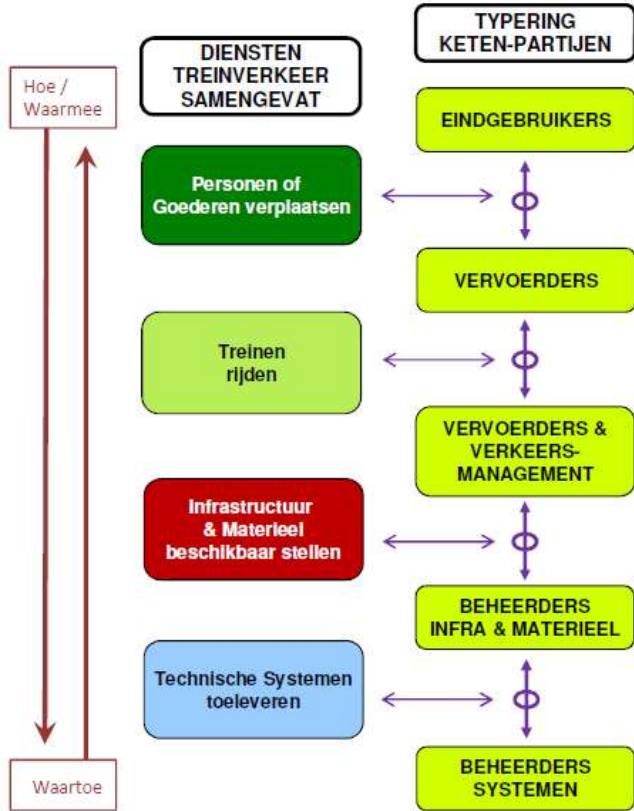 Hoe /
Waarmee
DIENSTEN
TREINVERKEER
SAMENGEVAT
TYPERING
KETEN-PARTIJEN
EINDGEBRUIKERS
Personen of
Goederen verplaatsen
VERVOERDERS
Treinen
rijden
VERVOERDERS &
VERKEERS-
MANAGEMENT
Infrastructuur
& Materieel
beschikbaar stellen
BEHEERDERS
INFRA & MATERIEEL
Technische Systemen
toeleveren
Waartoe
BEHEERDERS
SYSTEMEN